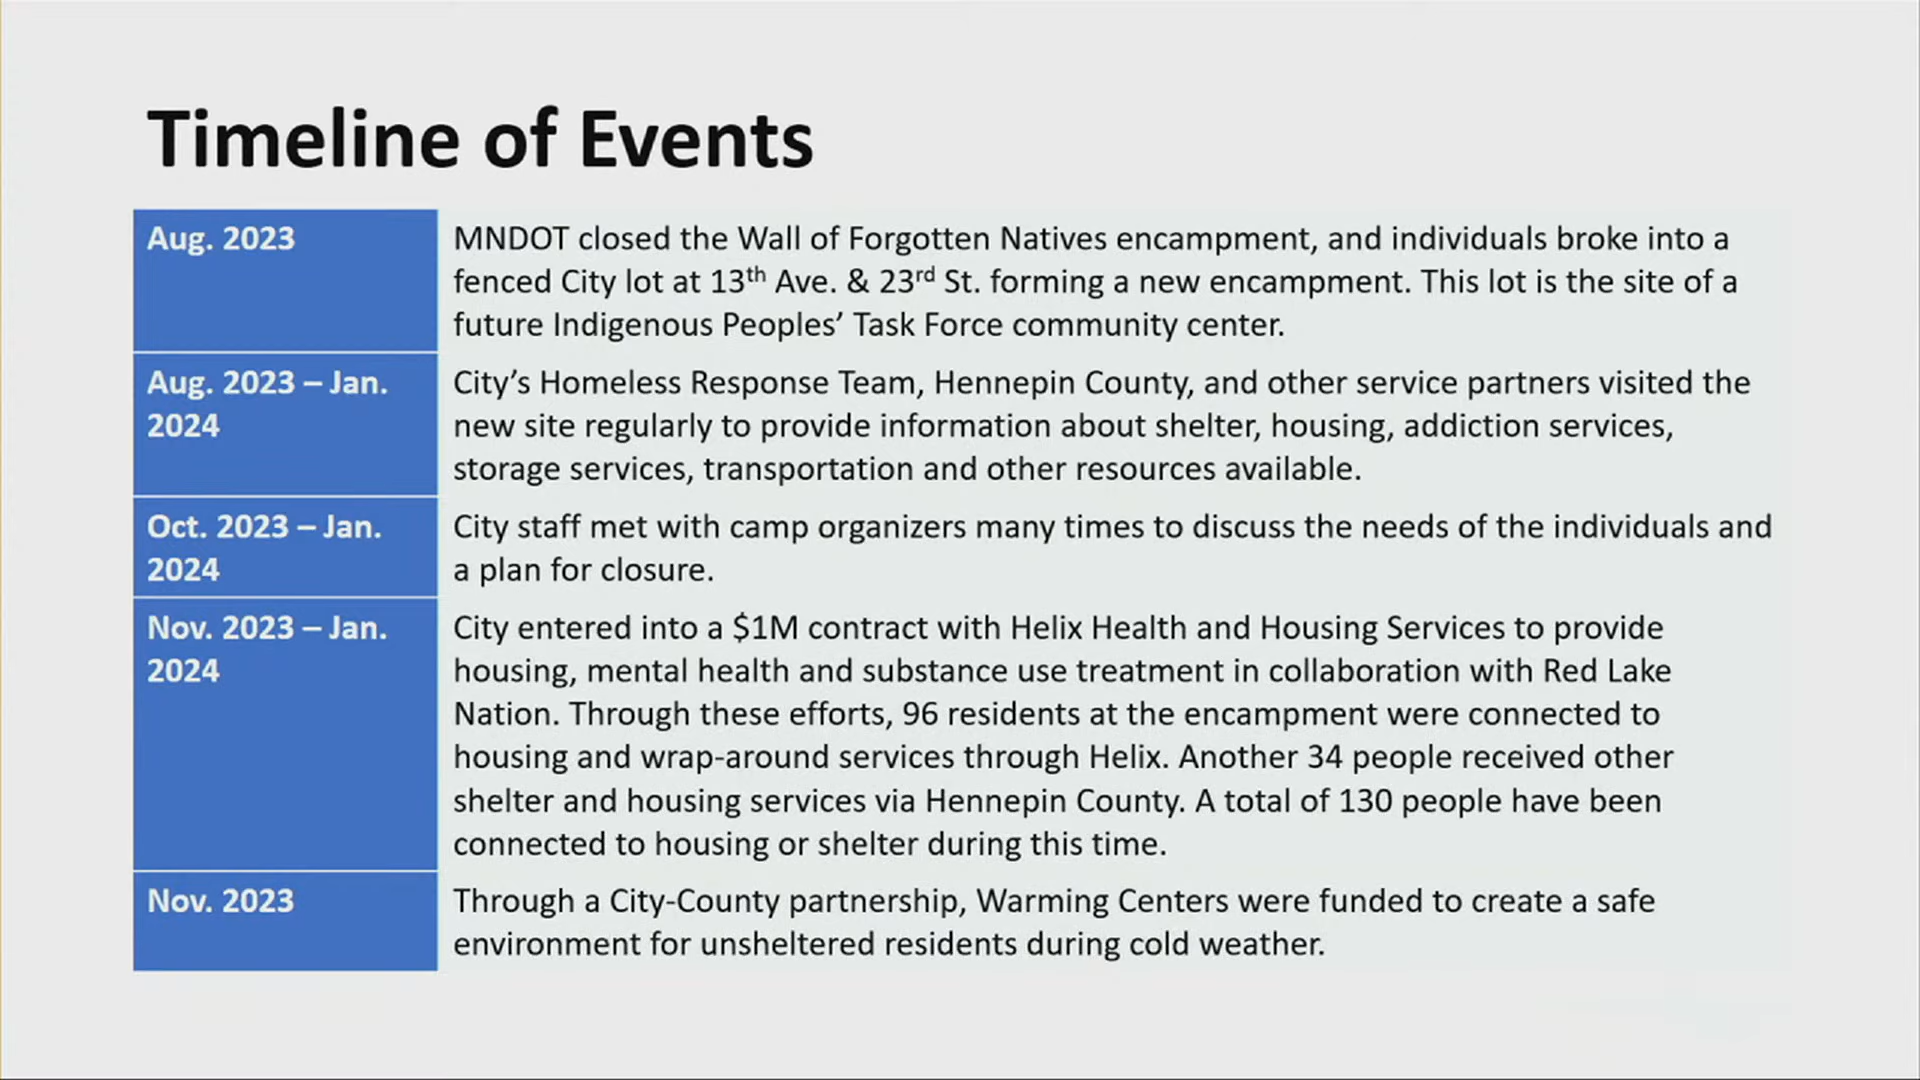 Timeline of Events
Aug. 2023
MNDOT closed the Wall of Forgotten Natives encampment, and individuals broke into a
fenced City lot at 13th Ave. & 23rd St. forming a new encampment. This lot is the site of a
future Indigenous Peoples’ Task Force community center.
Aug. 2023 – Jan.
2024
City’s Homeless Response Team, Hennepin County, and other service partners visited the
new site regularly to provide information about shelter, housing, addiction services,
storage services, transportation and other resources available.
Oct. 2023 – Jan.
2024
City staff met with camp organizers many times to discuss the needs of the individuals and
a plan for closure.
Nov. 2023 – Jan.
2024
City entered into a $1M contract with Helix Health and Housing Services to provide
housing, mental health and substance use treatment in collaboration with Red Lake
Nation. Through these efforts, 96 residents at the encampment were connected to
housing and wrap-around services through Helix. Another 34 people received other
shelter and housing services via Hennepin County. A total of 130 people have been
connected to housing or shelter during this time.
Nov. 2023
Through a City-County partnership, Warming Centers were funded to create a safe
environment for unsheltered residents during cold weather.